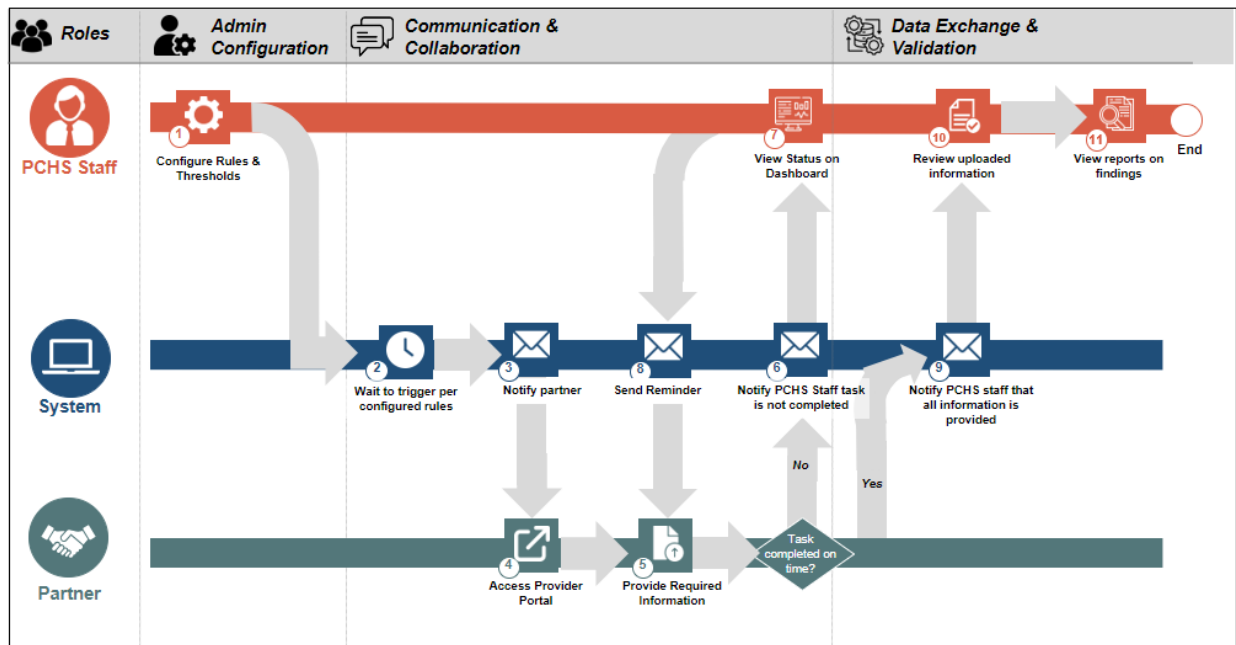 Roles
Admin
Configuration
Communication &
Collaboration
Data Exchange &
Validation
PCHS Staff
1
Configure Rules &
Thresholds
7
View Status on
Dashboard
10
Review uploaded
information
11
View reports on
findings
End
System
2
Wait to trigger per
configured rules
3
Notify partner
8
Send Reminder
6
Notify PCHS Staff task
is not completed
9
Notify PCHS staff that
all information is
provided
No
Yes
Partner
4
Access Provider
Portal
5
Provide Required
Information
Task
completed on
time?